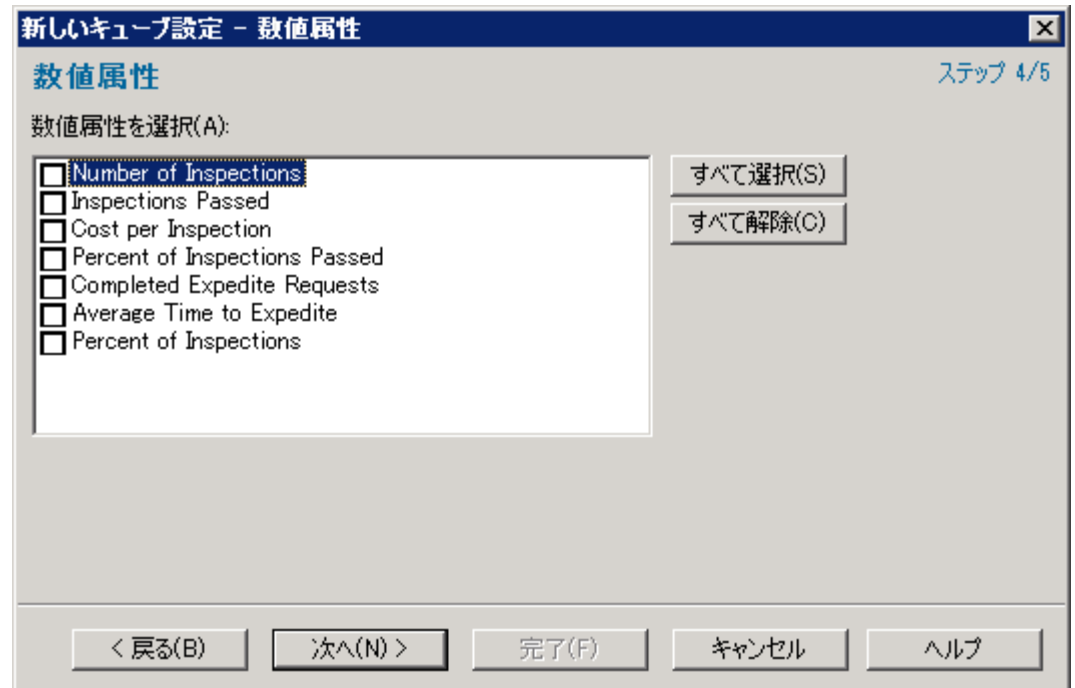 新しいキューブ設定 - 数値属性
数値属性
ステップ 4/5
数値属性を選択(A):
Number of Inspections
Inspections Passed
Cost per Inspection
Percent of Inspections Passed
Completed Expedite Requests
Average Time to Expedite
Percent of Inspections
すべて選択(S)
すべて解除(C)
< 戻る(B)
次へ(N) >
完了(F)
キャンセル
ヘルプ